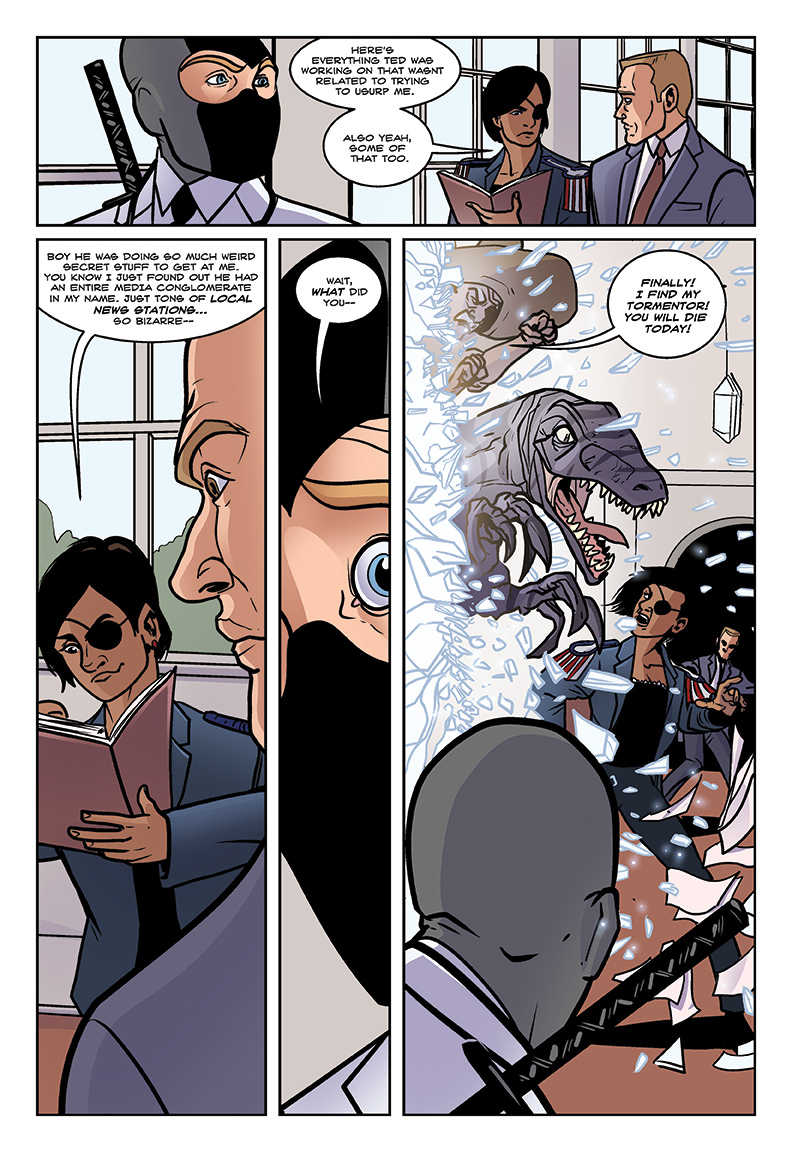 HERE'S
EVERYTHING TED WAS
WORKING ON THAT WASNT
RELATED TO TRYING
TO USURP ME.
ALSO YEAH,
SOME OF
THAT TOO.
BOY HE WAS DOING SO MUCH WEIRD
SECRET STUFF TO GET AT ME.
YOU KNOW I JUST FOUND OUT HE HAD
AN ENTIRE MEDIA CONGLOMERATE
IN MY NAME. JUST TONS OF LOCAL
NEWS STATIONS...
SO BIZARRE--
WAIT,
WHAT DID
YOU--
FINALLY!
I FIND MY
TORMENTOR!
YOU WILL DIE
TODAY!